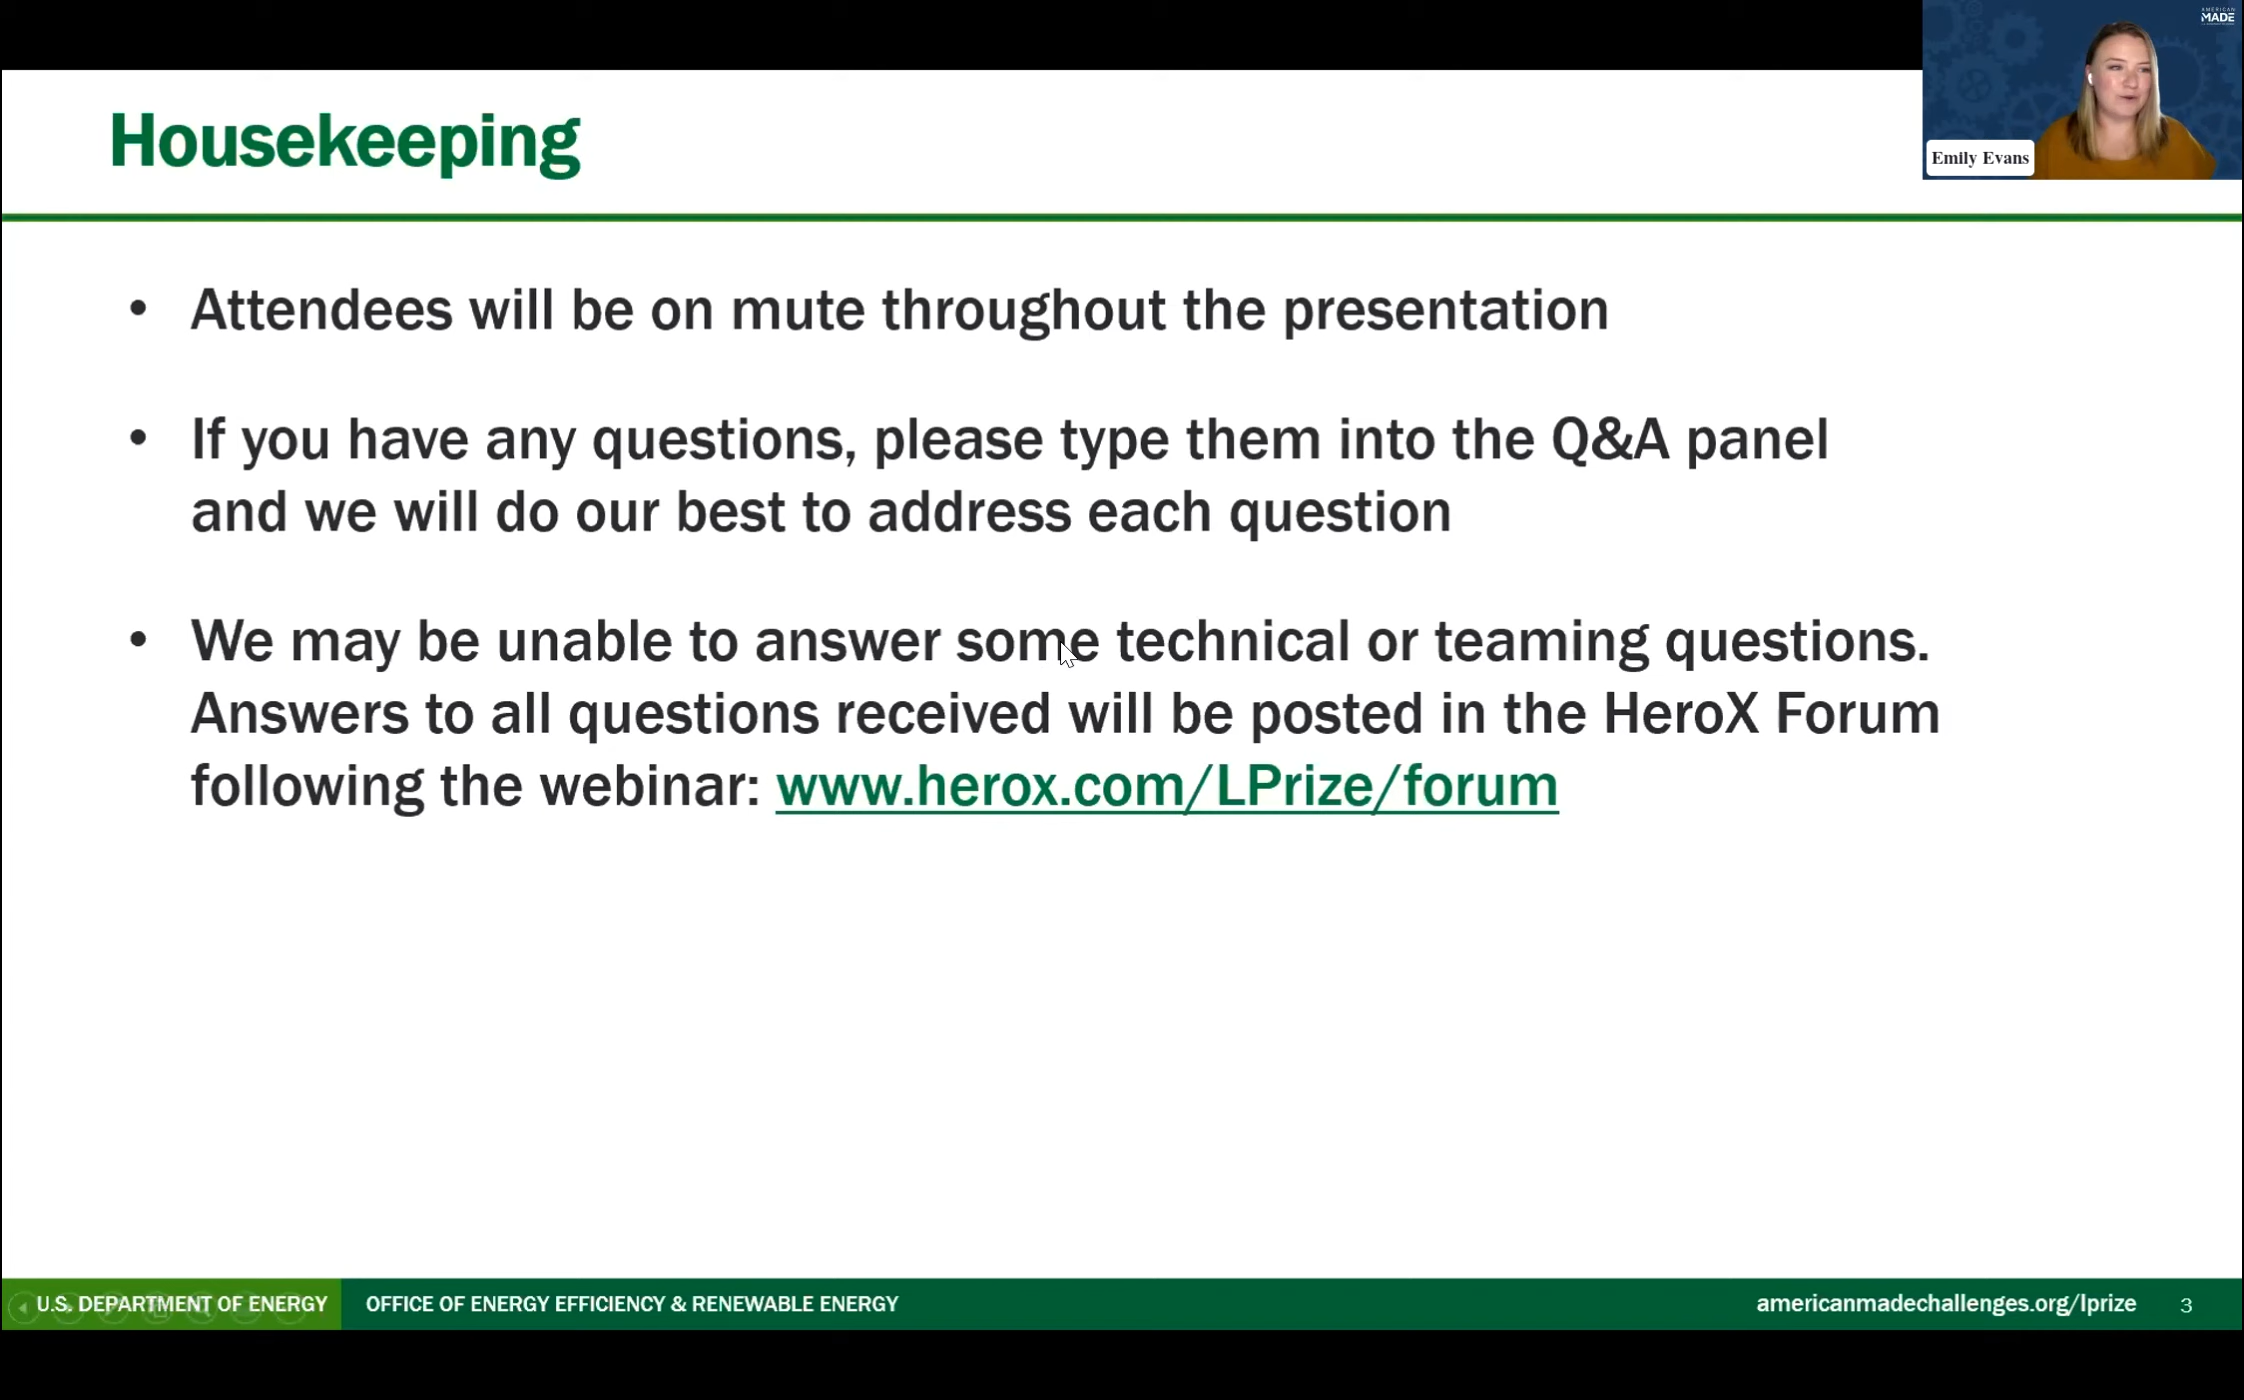 AMERICAN
MADE
Housekeeping
Emily Evans
• Attendees will be on mute throughout the presentation
• If you have any questions, please type them into the Q&A panel
and we will do our best to address each question
• We may be unable to answer some technical or teaming questions.
Answers to all questions received will be posted in the HeroX Forum
following the webinar: www.herox.com/LPrize/forum
U.S. DEPARTMENT OF ENERGY
OFFICE OF ENERGY EFFICIENCY & RENEWABLE ENERGY
americanmadechallenges.org/lprize
3